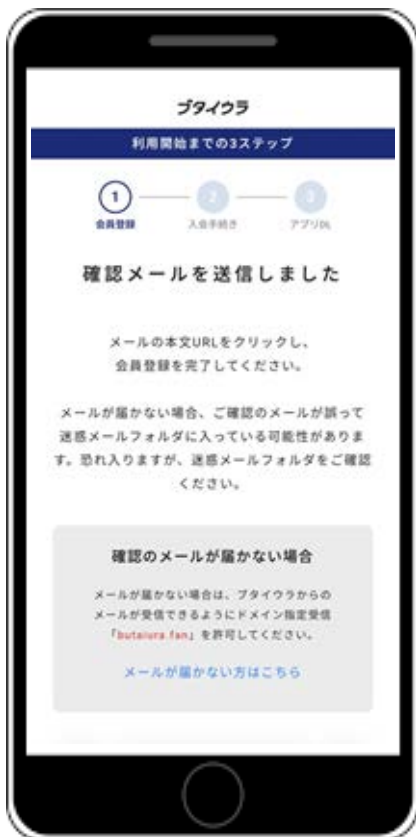 ブタイウラ
利用開始までの3ステップ
1
2
3
会員登録
入会手続き
アプリDL
確認メールを送信しました
メールの本文URLをクリックし、
会員登録を完了してください。
メールが届かない場合、ご確認のメールが誤って
迷惑メールフォルダに入っている可能性がありま
す。恐れ入りますが、迷惑メールフォルダをご確認
ください。
確認のメールが届かない場合
メールが届かない場合は、ブタイウラからの
メールが受信できるようにドメイン指定受信
「butaiura.fan」を許可してください。
メールが届かない方はこちら